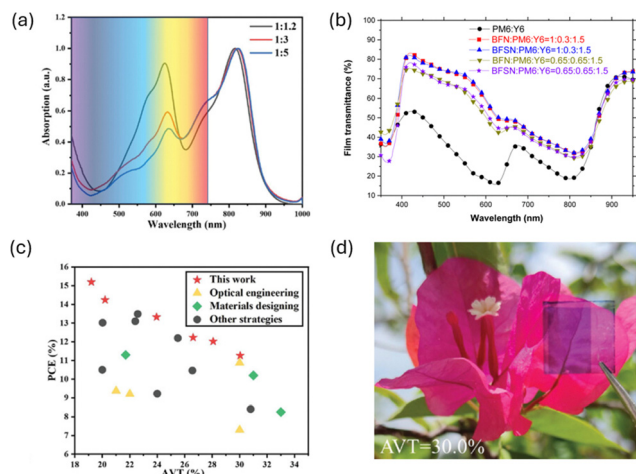 (a)
1:1.2
1:3
1:5
Absorption (a.u.)
1.0
0.8
0.6
0.4
0.2
0.0
400 500 600 700 800 900 1000
Wavelength (nm)
(b)
PM6:Y6
BFN:PM6:Y6=1:0.3:1.5
BFSN:PM6:Y6=1:0.3:1.5
BFN:PM6:Y6=0.65:0.65:1.5
BFSN:PM6:Y6=0.65:0.65:1.5
Film transmittance (%)
100
90
80
70
60
50
40
30
20
10
400 500 600 700 800 900
Wavelength (nm)
(c)
This work
Optical engineering
Materials designing
Other strategies
PCE (%)
16
15
14
13
12
11
10
9
8
7
6
18 20 22 24 26 28 30 32 34
AVT (%)
(d)
AVT=30.0%